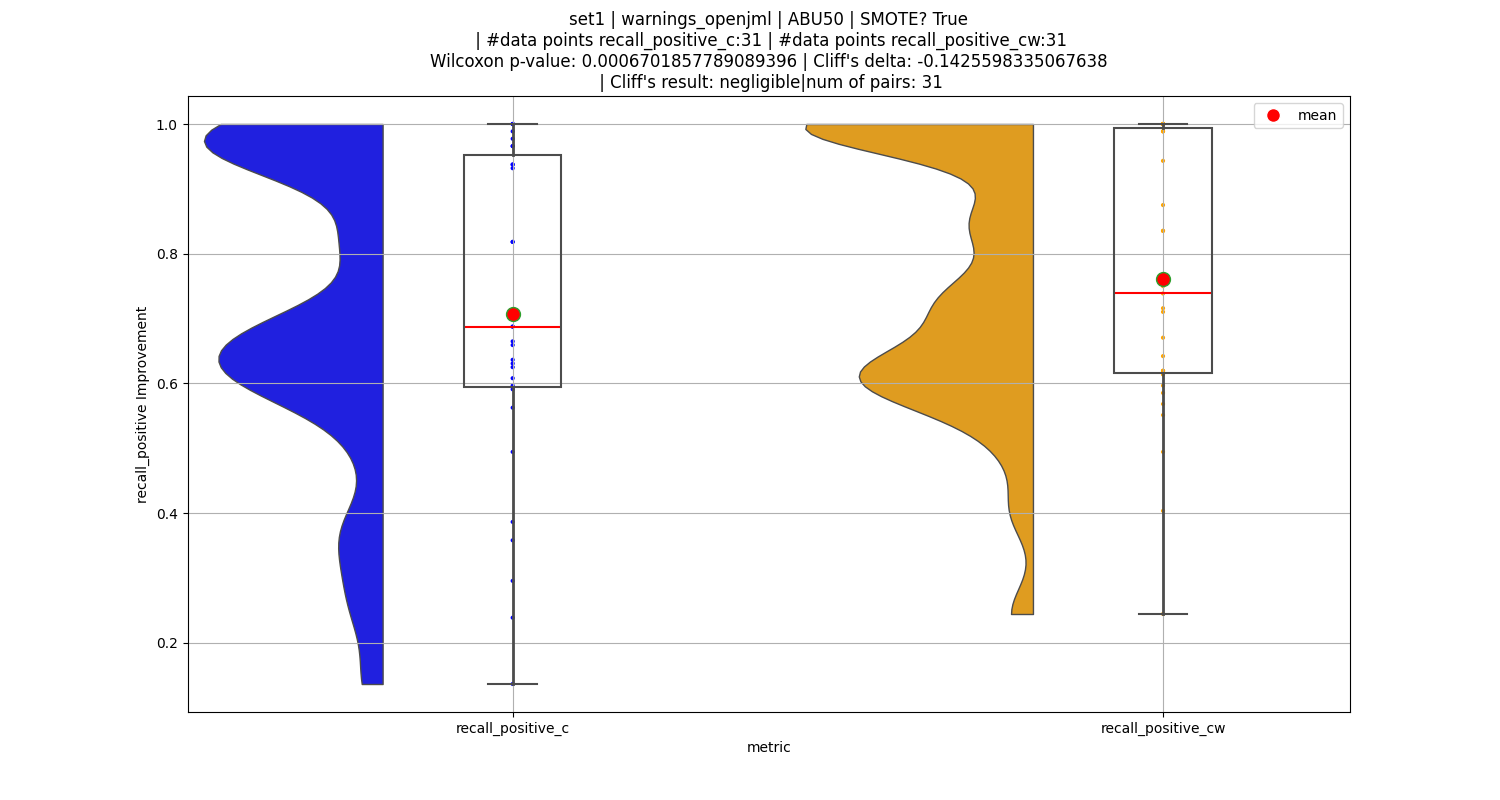 set1 | warnings_openjml | ABU50 | SMOTE? True
| #data points recall_positive_c:31 | #data points recall_positive_cw:31
Wilcoxon p-value: 0.0006701857789089396 | Cliff's delta: -0.1425598335067638
| Cliff's result: negligible|num of pairs: 31
mean
1.0
0.8
0.6
0.4
0.2
recall_positive Improvement
recall_positive_c
recall_positive_cw
metric